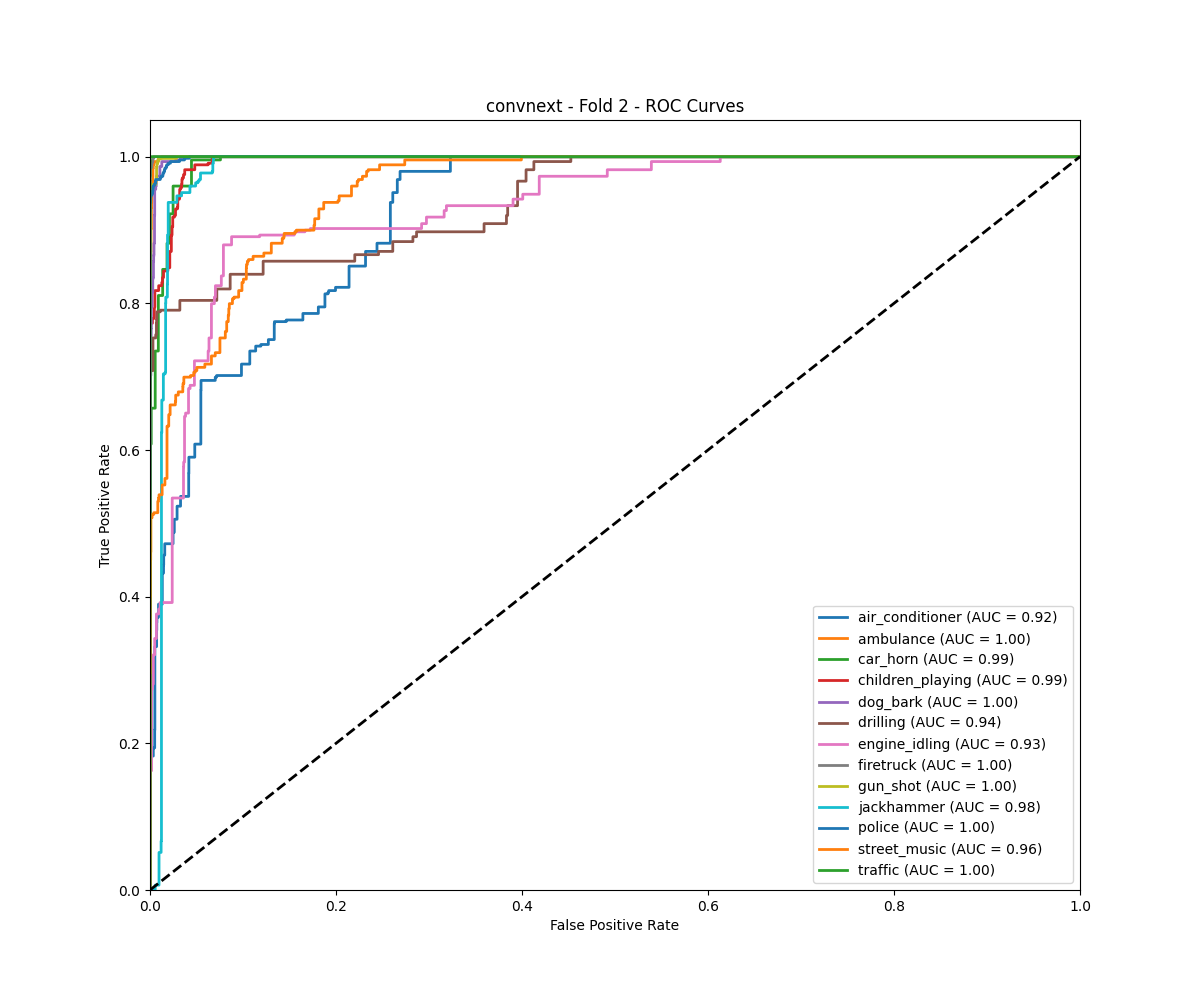 convnext - Fold 2 - ROC Curves
True Positive Rate
1.0
0.8
0.6
0.4
0.2
0.0
air_conditioner (AUC = 0.92)
ambulance (AUC = 1.00)
car_horn (AUC = 0.99)
children_playing (AUC = 0.99)
dog_bark (AUC = 1.00)
drilling (AUC = 0.94)
engine_idling (AUC = 0.93)
firetruck (AUC = 1.00)
gun_shot (AUC = 1.00)
jackhammer (AUC = 0.98)
police (AUC = 1.00)
street_music (AUC = 0.96)
traffic (AUC = 1.00)
0.0 0.2 0.4 0.6 0.8 1.0
False Positive Rate